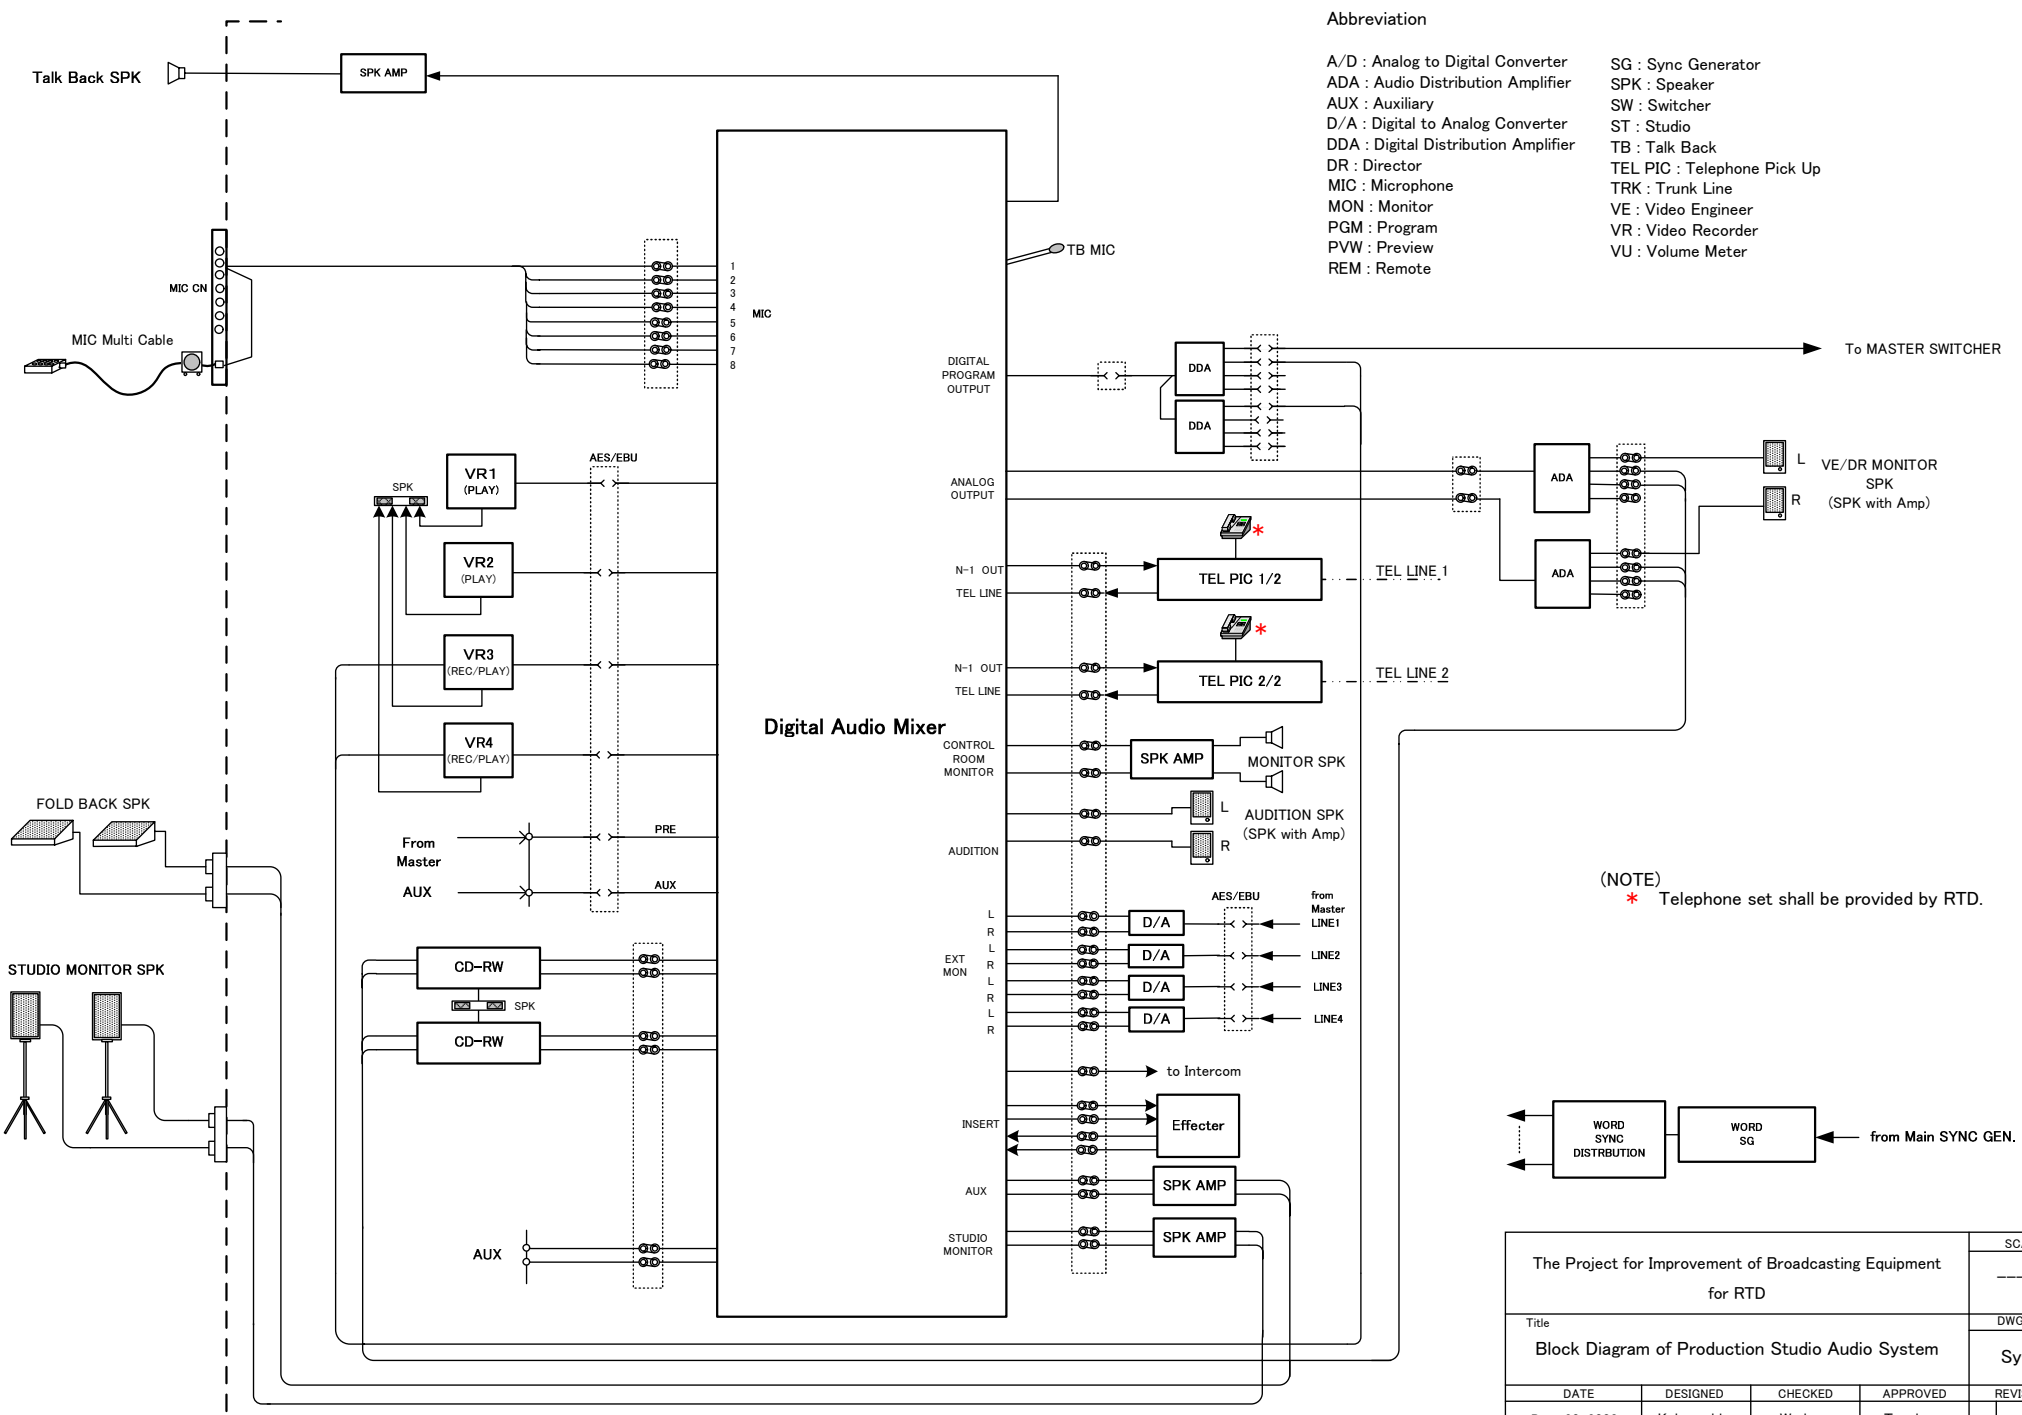 Abbreviation
A/D : Analog to Digital Converter
ADA : Audio Distribution Amplifier
AUX : Auxiliary
D/A : Digital to Analog Converter
DDA : Digital Distribution Amplifier
DR : Director
MIC : Microphone
MON : Monitor
PGM : Program
PVW : Preview
REM : Remote
SG : Sync Generator
SPK : Speaker
SW : Switcher
ST : Studio
TB : Talk Back
TEL PIC : Telephone Pick Up
TRK : Trunk Line
VE : Video Engineer
VR : Video Recorder
VU : Volume Meter
Talk Back SPK
SPK AMP
TB MIC
MIC CN
MIC Multi Cable
1
2
3
4
5
6
7
8
MIC
DIGITAL
PROGRAM
OUTPUT
DDA
DDA
To MASTER SWITCHER
AES/EBU
SPK
VR1
(PLAY)
VR2
(PLAY)
VR3
(REC/PLAY)
VR4
(REC/PLAY)
ANALOG
OUTPUT
ADA
ADA
L
R
VE/DR MONITOR
SPK
(SPK with Amp)
*
N-1 OUT
TEL LINE
TEL PIC 1/2
TEL LINE 1
*
N-1 OUT
TEL LINE
TEL PIC 2/2
TEL LINE 2
Digital Audio Mixer
CONTROL
ROOM
MONITOR
SPK AMP
MONITOR SPK
L
R
AUDITION SPK
(SPK with Amp)
AUDITION
FOLD BACK SPK
From
Master
AUX
PRE
AUX
(NOTE)
* Telephone set shall be provided by RTD.
AES/EBU
from
Master
LINE1
LINE2
LINE3
LINE4
L
R
L
R
L
R
L
R
EXT
MON
D/A
D/A
D/A
D/A
STUDIO MONITOR SPK
CD-RW
SPK
CD-RW
to Intercom
INSERT
Effecter
AUX
SPK AMP
STUDIO
MONITOR
SPK AMP
AUX
WORD
SYNC
DISTRBUTION
WORD
SG
from Main SYNC GEN.
The Project for Improvement of Broadcasting Equipment
for RTD
Title
Block Diagram of Production Studio Audio System
DATE
DESIGNED
CHECKED
APPROVED